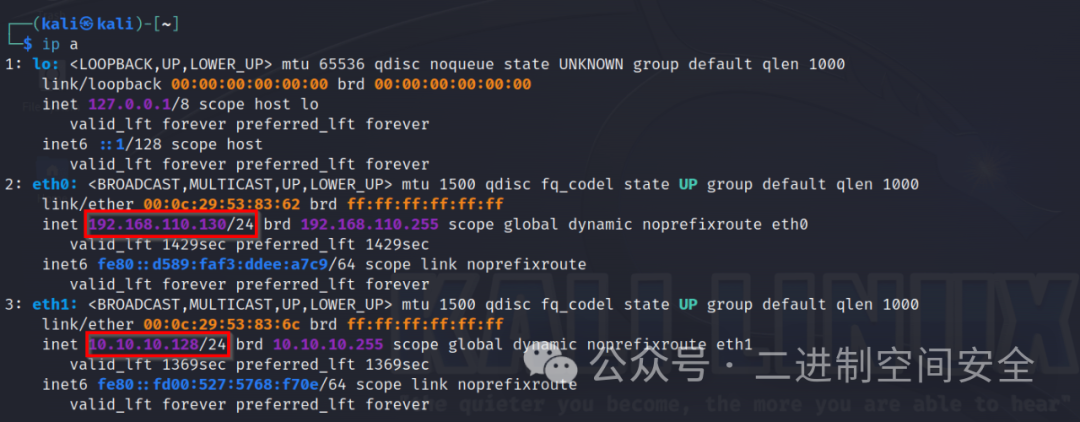 ┌──(kali㉿kali)-[~]
└─$ ip a
1: lo: <LOOPBACK,UP,LOWER_UP> mtu 65536 qdisc noqueue state UNKNOWN group default qlen 1000
link/loopback 00:00:00:00:00:00 brd 00:00:00:00:00:00
inet 127.0.0.1/8 scope host lo
valid_lft forever preferred_lft forever
inet6 ::1/128 scope host
valid_lft forever preferred_lft forever
2: eth0: <BROADCAST,MULTICAST,UP,LOWER_UP> mtu 1500 qdisc fq_codel state UP group default qlen 1000
link/ether 00:0c:29:53:83:62 brd ff:ff:ff:ff:ff:ff
inet 192.168.110.130/24 brd 192.168.110.255 scope global dynamic noprefixroute eth0
valid_lft 1429sec preferred_lft 1429sec
inet6 fe80::d589:faf3:ddee:a7c9/64 scope link noprefixroute
valid_lft forever preferred_lft forever
3: eth1: <BROADCAST,MULTICAST,UP,LOWER_UP> mtu 1500 qdisc fq_codel state UP group default qlen 1000
link/ether 00:0c:29:53:83:6c brd ff:ff:ff:ff:ff:ff
inet 10.10.10.128/24 brd 10.10.10.255 scope global dynamic noprefixroute eth1
valid_lft 1369sec preferred_lft 1369sec
inet6 fe80::fd00:527:5768:f70e/64 scope link noprefixroute
valid_lft forever preferred_lft forever
KALI LINUX
"the quieter you become, the more you are able to hear"
公众号 · 二进制空间安全